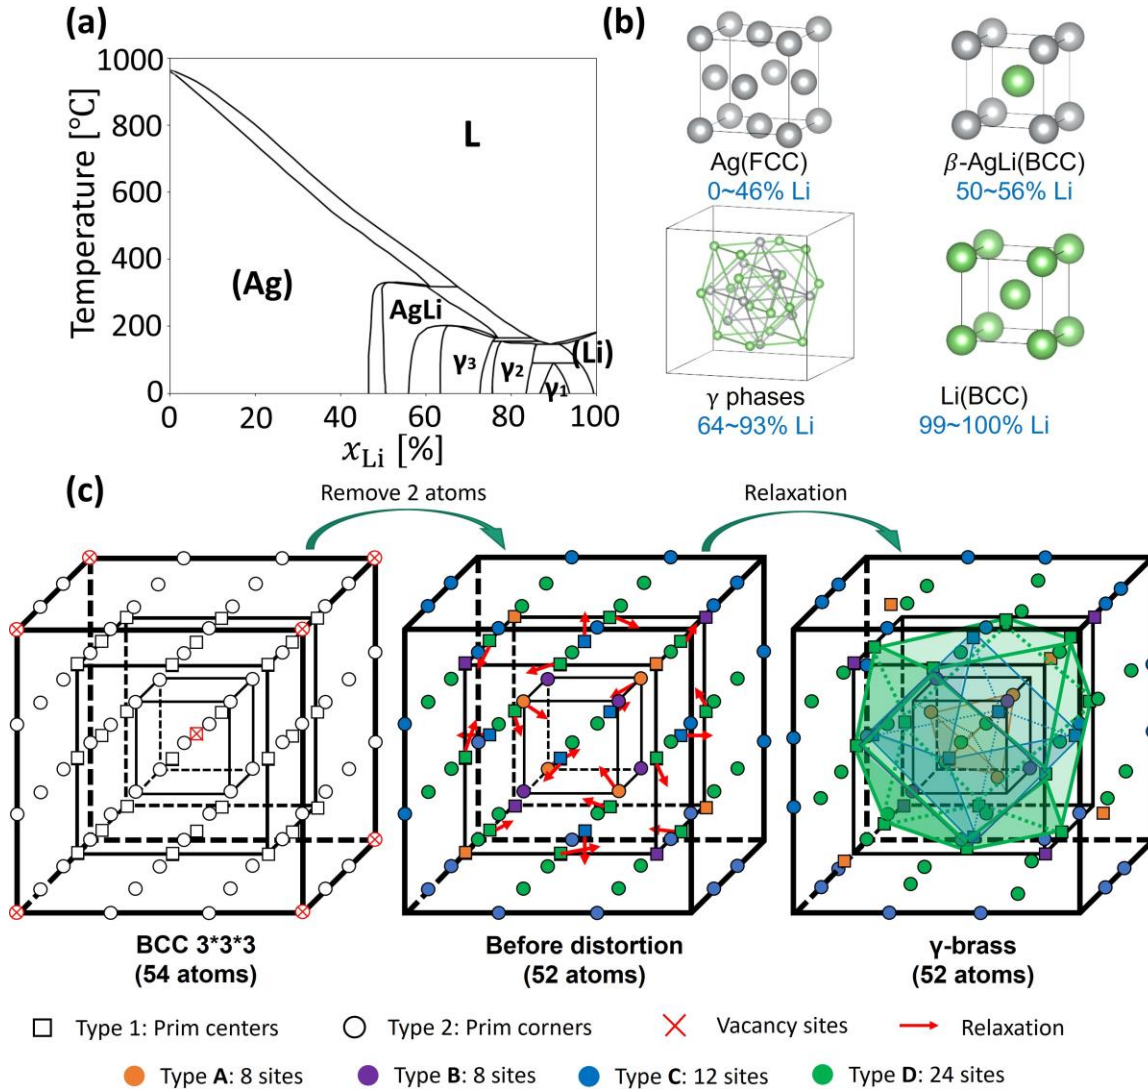 (a)
Temperature [°C]
1000
800
600
400
200
0
L
(Ag)
AgLi
γ3
γ2
γ1
(Li)
0 20 40 60 80 100
xLi [%]
(b)
Ag(FCC)
0~46% Li
β-AgLi(BCC)
50~56% Li
γ phases
64~93% Li
Li(BCC)
99~100% Li
(c)
Remove 2 atoms
Relaxation
BCC 3*3*3
(54 atoms)
Before distortion
(52 atoms)
γ-brass
(52 atoms)
Type 1: Prim centers
Type 2: Prim corners
Vacancy sites
Relaxation
Type A: 8 sites
Type B: 8 sites
Type C: 12 sites
Type D: 24 sites